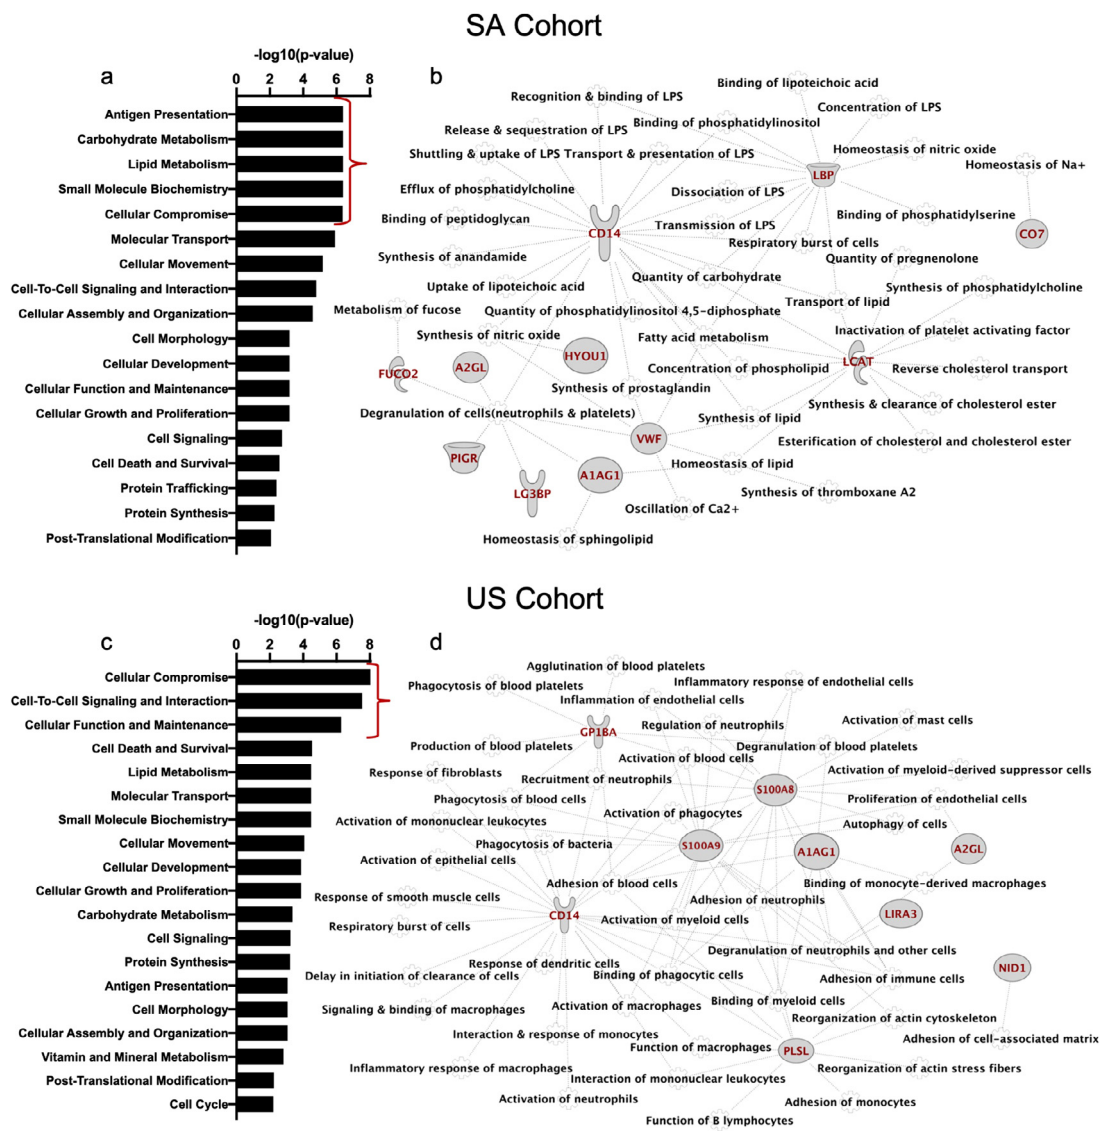 SA Cohort
a
-log10(p-value)
0 2 4 6 8
Antigen Presentation
Carbohydrate Metabolism
Lipid Metabolism
Small Molecule Biochemistry
Cellular Compromise
Molecular Transport
Cellular Movement
Cell-To-Cell Signaling and Interaction
Cellular Assembly and Organization
Cell Morphology
Cellular Development
Cellular Function and Maintenance
Cellular Growth and Proliferation
Cell Signaling
Cell Death and Survival
Protein Trafficking
Protein Synthesis
Post-Translational Modification
b
Binding of lipoteichoic acid
Recognition & binding of LPS
Concentration of LPS
Binding of phosphatidylinositol
Release & sequestration of LPS
Homeostasis of nitric oxide
Shuttling & uptake of LPS
Transport & presentation of LPS
Homeostasis of Na+
LBP
Efflux of phosphatidylcholine
Dissociation of LPS
Binding of peptidoglycan
Binding of phosphatidylserine
Transmission of LPS
CD14
CO7
Respiratory burst of cells
Synthesis of anandamide
Quantity of pregnenolone
Quantity of carbohydrate
Uptake of lipoteichoic acid
Synthesis of phosphatidylcholine
Transport of lipid
Metabolism of fucose
Quantity of phosphatidylinositol 4,5-diphosphate
Inactivation of platelet activating factor
Synthesis of nitric oxide
Fatty acid metabolism
HYOU1
LCAT
A2GL
FUCO2
Concentration of phospholipid
Reverse cholesterol transport
Synthesis of prostaglandin
Synthesis & clearance of cholesterol ester
Degranulation of cells(neutrophils & platelets)
Synthesis of lipid
VWF
Esterification of cholesterol and cholesterol ester
PIGR
Homeostasis of lipid
A1AG1
LG3BP
Synthesis of thromboxane A2
Oscillation of Ca2+
Homeostasis of sphingolipid
US Cohort
c
-log10(p-value)
0 2 4 6 8
Cellular Compromise
Cell-To-Cell Signaling and Interaction
Cellular Function and Maintenance
Cell Death and Survival
Lipid Metabolism
Molecular Transport
Small Molecule Biochemistry
Cellular Movement
Cellular Development
Cellular Growth and Proliferation
Carbohydrate Metabolism
Cell Signaling
Protein Synthesis
Antigen Presentation
Cell Morphology
Cellular Assembly and Organization
Vitamin and Mineral Metabolism
Post-Translational Modification
Cell Cycle
d
Agglutination of blood platelets
Phagocytosis of blood platelets
Inflammatory response of endothelial cells
Inflammation of endothelial cells
Activation of mast cells
Regulation of neutrophils
GP1BA
Production of blood platelets
Degranulation of blood platelets
Activation of blood cells
Response of fibroblasts
Activation of myeloid-derived suppressor cells
Recruitment of neutrophils
S100A8
Phagocytosis of blood cells
Proliferation of endothelial cells
Activation of phagocytes
Activation of mononuclear leukocytes
Autophagy of cells
Phagocytosis of bacteria
S100A9
A1AG1
A2GL
Activation of epithelial cells
Adhesion of blood cells
Binding of monocyte-derived macrophages
Response of smooth muscle cells
Adhesion of neutrophils
CD14
Activation of myeloid cells
LIRA3
Respiratory burst of cells
Degranulation of neutrophils and other cells
Response of dendritic cells
NID1
Delay in initiation of clearance of cells
Binding of phagocytic cells
Adhesion of immune cells
Binding of myeloid cells
Signaling & binding of macrophages
Activation of macrophages
Reorganization of actin cytoskeleton
Interaction & response of monocytes
Adhesion of cell-associated matrix
Function of macrophages
PLSL
Inflammatory response of macrophages
Reorganization of actin stress fibers
Interaction of mononuclear leukocytes
Activation of neutrophils
Adhesion of monocytes
Function of B lymphocytes